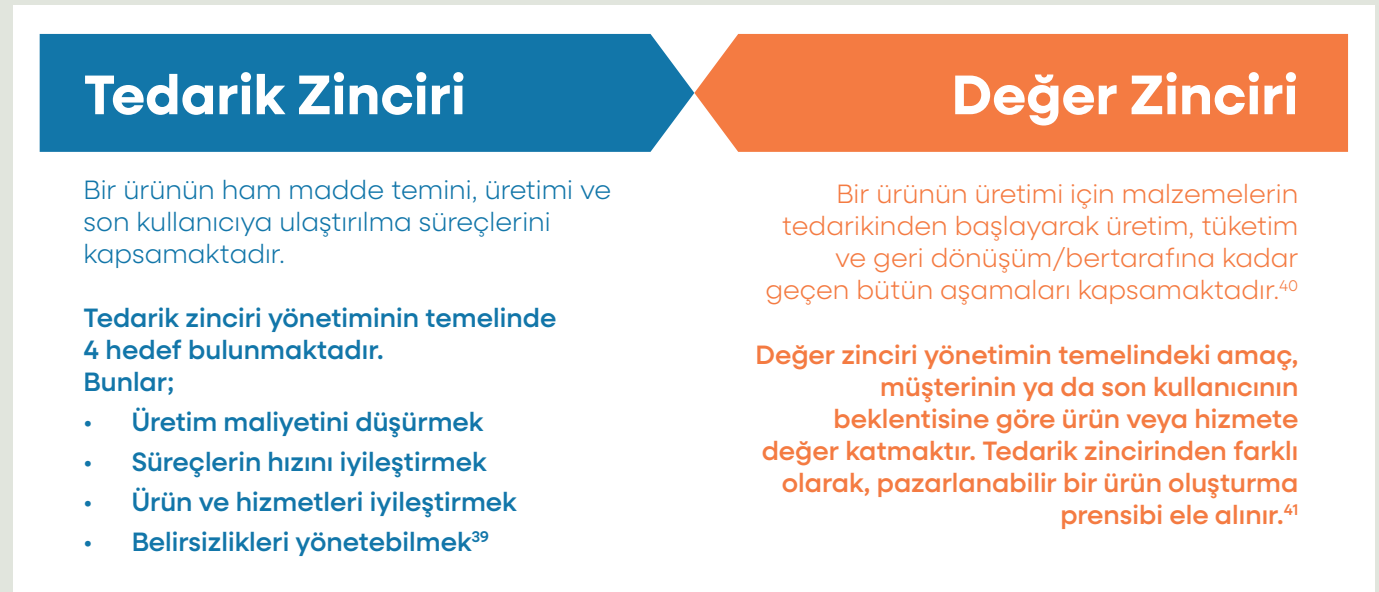 Tedarik Zinciri
Bir ürünün ham madde temini, üretimi ve
son kullanıcıya ulaştırılma süreçlerini
kapsamaktadır.
Tedarik zinciri yönetiminin temelinde
4 hedef bulunmaktadır.
Bunlar;
• Üretim maliyetini düşürmek
• Süreçlerin hızını iyileştirmek
• Ürün ve hizmetleri iyileştirmek
• Belirsizlikleri yönetebilmek³⁹
Değer Zinciri
Bir ürünün üretimi için malzemelerin
tedarikinden başlayarak üretim, tüketim
ve geri dönüşüm/bertarafına kadar
geçen bütün aşamaları kapsamaktadır.⁴⁰
Değer zinciri yönetimin temelindeki amaç,
müşterinin ya da son kullanıcının
beklentisine göre ürün veya hizmete
değer katmaktır. Tedarik zincirinden farklı
olarak, pazarlanabilir bir ürün oluşturma
prensibi ele alınır.⁴¹